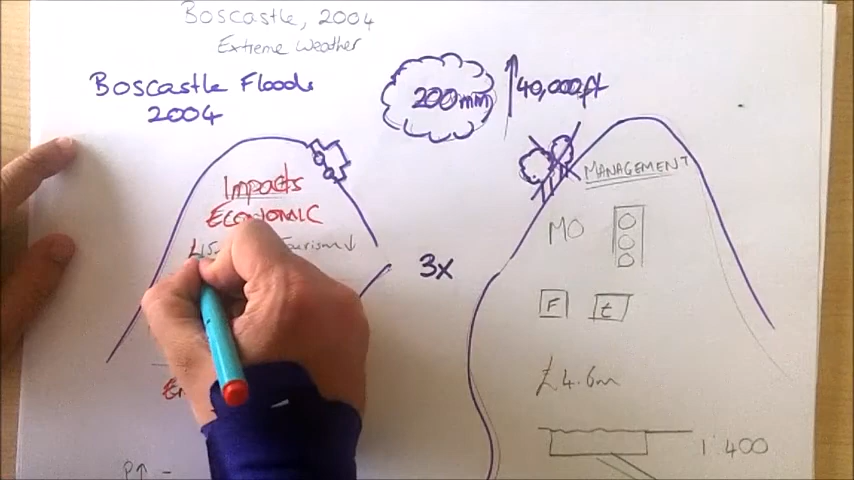 Boscastle, 2004
Extreme Weather
Boscastle Floods
2004
200mm
40,000ft
Impacts
ECONOMIC
£15
Tourism↓
3x
P↑ -
MANAGEMENT
MO
F t
£4.6m
1:400